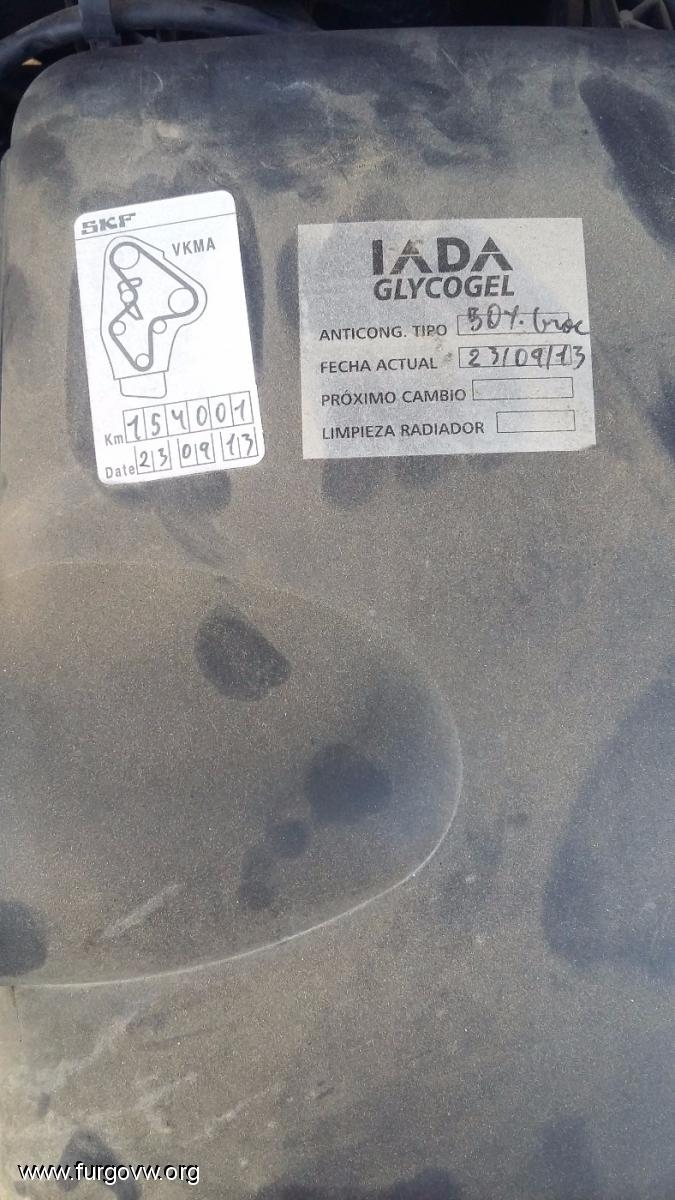 SKF
VKMA
Km 154001
Date 23 09 13
IADA
GLYCOGEL
ANTICONG. TIPO 50%.
FECHA ACTUAL 23/09/13
PRÓXIMO CAMBIO
LIMPIEZA RADIADOR
www.furgovw.org